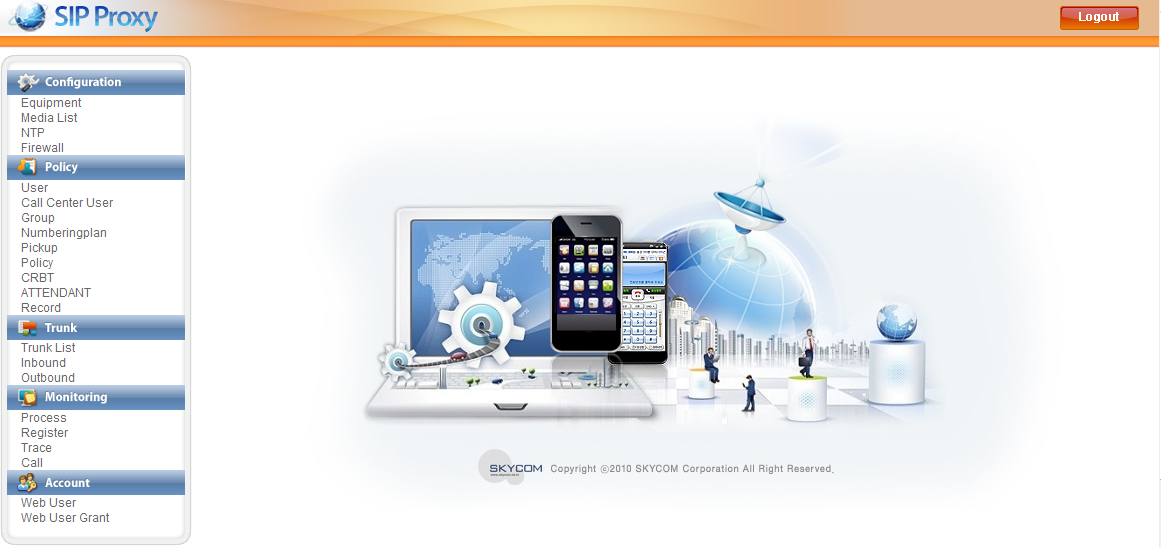 SIP Proxy
Logout
Configuration
Equipment
Media List
NTP
Firewall
Policy
User
Call Center User
Group
Numberingplan
Pickup
Policy
CRBT
ATTENDANT
Record
Trunk
Trunk List
Inbound
Outbound
Monitoring
Process
Register
Trace
Call
Account
Web User
Web User Grant
SKYCOM Copyright ©2010 SKYCOM Corporation All Right Reserved.